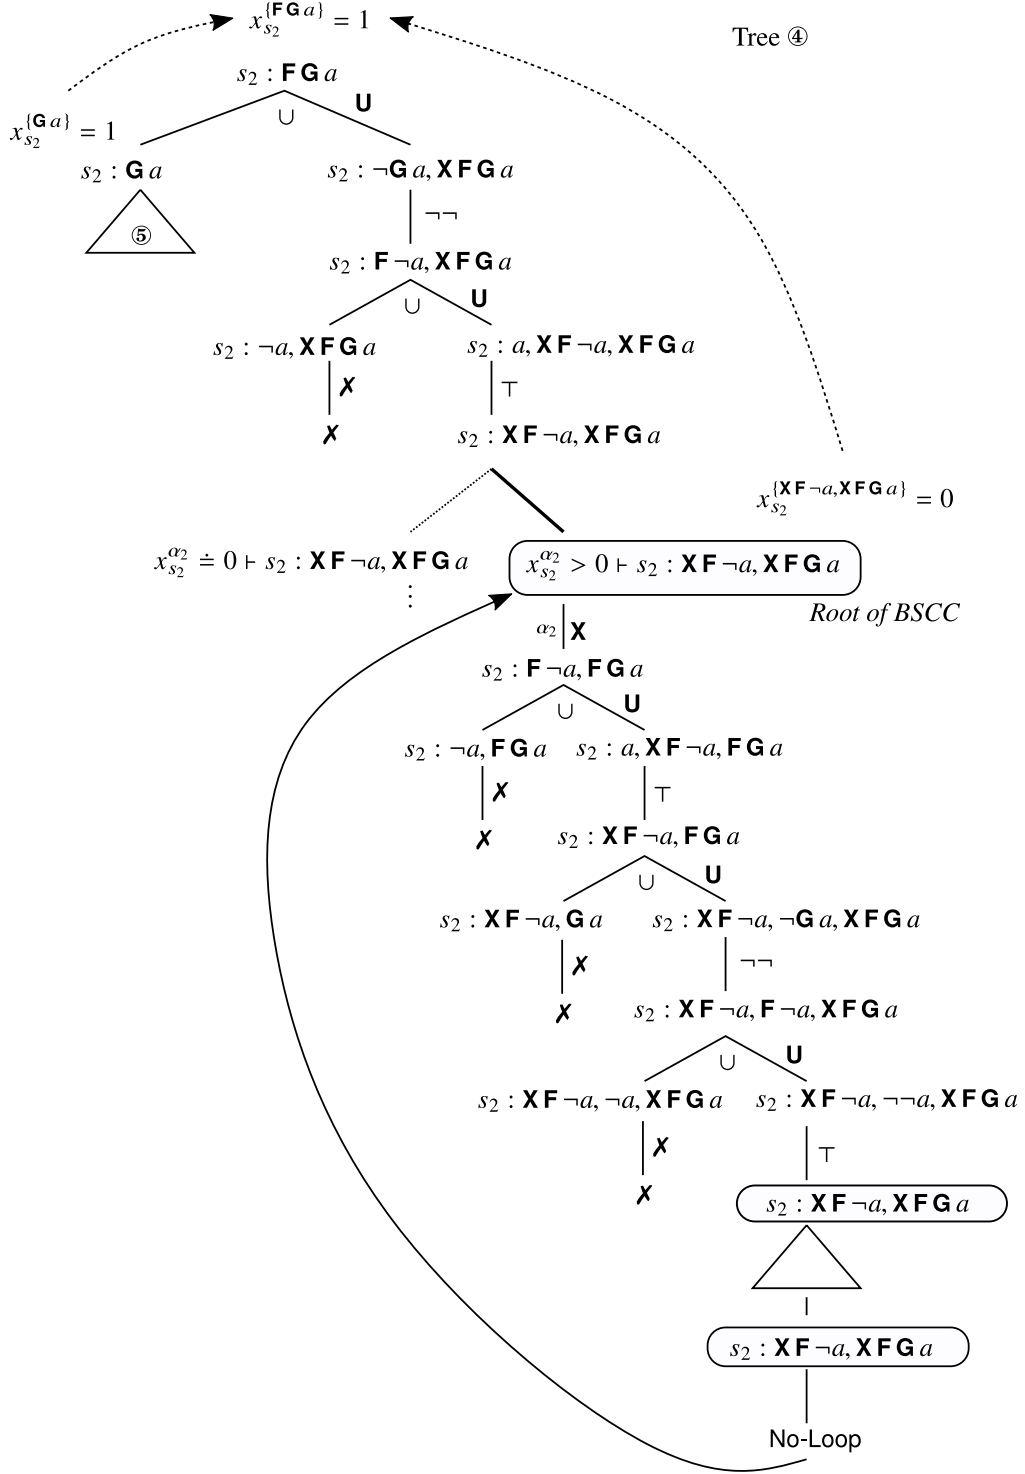 x_{s_2}^{\{F G a\}} = 1
Tree ④
s_2 : F G a
∪ U
x_{s_2}^{\{G a\}} = 1
s_2 : G a
s_2 : ¬G a, X F G a
⑤
¬¬
s_2 : F ¬a, X F G a
∪ U
s_2 : ¬a, X F G a
s_2 : a, X F ¬a, X F G a
✗
⊤
✗
s_2 : X F ¬a, X F G a
x_{s_2}^{\{X F ¬a, X F G a\}} = 0
x_{s_2}^{α_2} ≐ 0 ⊢ s_2 : X F ¬a, X F G a
x_{s_2}^{α_2} > 0 ⊢ s_2 : X F ¬a, X F G a
⋮
Root of BSCC
α_2 X
s_2 : F ¬a, F G a
∪ U
s_2 : ¬a, F G a
s_2 : a, X F ¬a, F G a
✗
⊤
✗
s_2 : X F ¬a, F G a
∪ U
s_2 : X F ¬a, G a
s_2 : X F ¬a, ¬G a, X F G a
✗
¬¬
✗
s_2 : X F ¬a, F ¬a, X F G a
∪ U
s_2 : X F ¬a, ¬a, X F G a
s_2 : X F ¬a, ¬¬a, X F G a
✗
⊤
✗
s_2 : X F ¬a, X F G a
s_2 : X F ¬a, X F G a
No-Loop